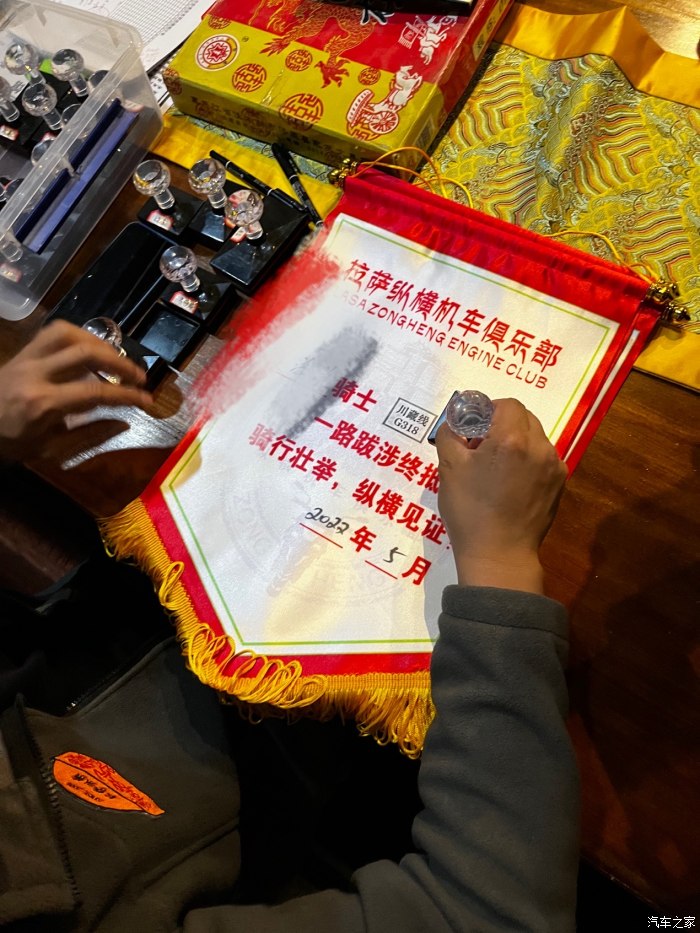 拉萨纵横机车俱乐部
ASA ZONGHENG ENGINE CLUB
骑士
川藏线
G318
一路跋涉终抵
骑行壮举，纵横见证
2022年5月
汽车之家